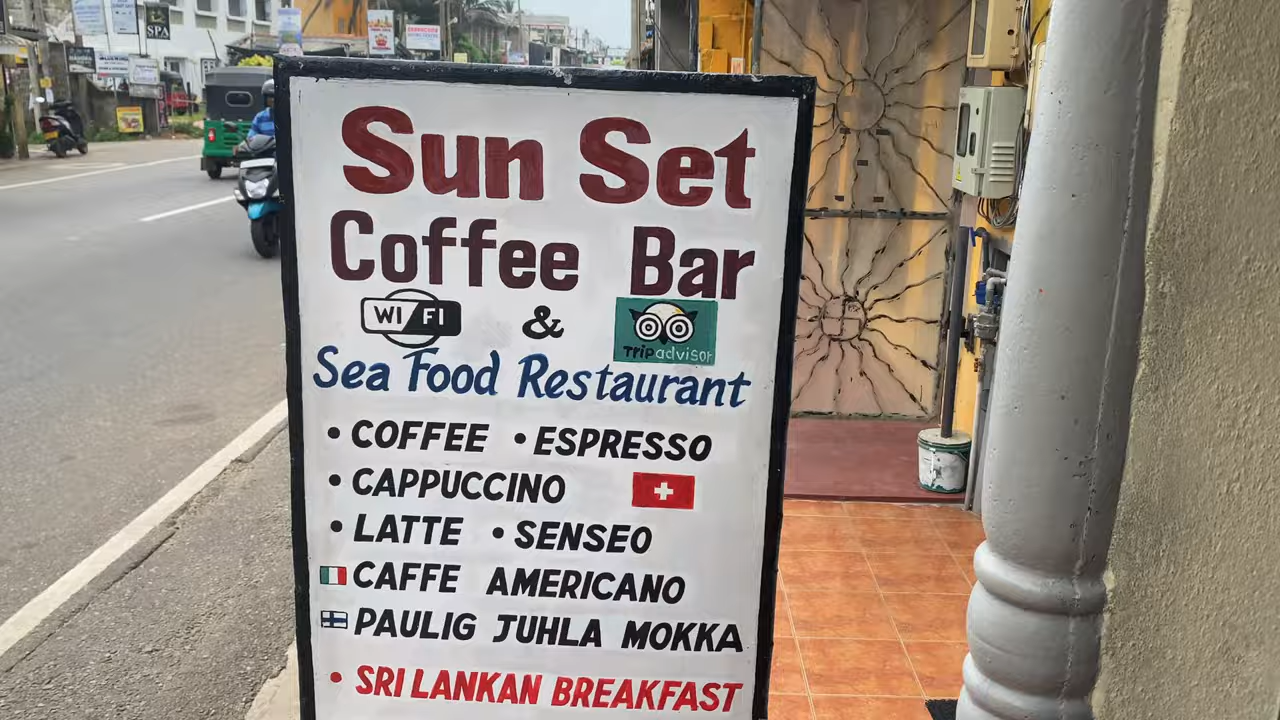 SPA
Sun Set
Coffee Bar
WI FI & Tripadvisor
Sea Food Restaurant
• COFFEE • ESPRESSO
• CAPPUCCINO
• LATTE • SENSEO
CAFFE AMERICANO
PAULIG JUHLA MOKKA
• SRI LANKAN BREAKFAST